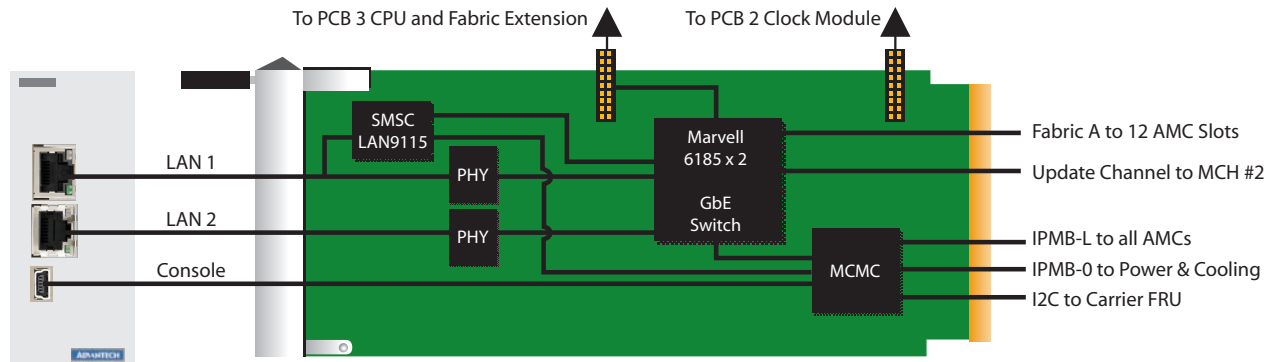 To PCB 3 CPU and Fabric Extension
To PCB 2 Clock Module
SMSC
LAN9115
Marvell
6185 x 2
GbE
Switch
Fabric A to 12 AMC Slots
Update Channel to MCH #2
LAN 1
PHY
LAN 2
PHY
Console
MCMC
IPMB-L to all AMCs
IPMB-0 to Power & Cooling
I2C to Carrier FRU
ADVANTECH